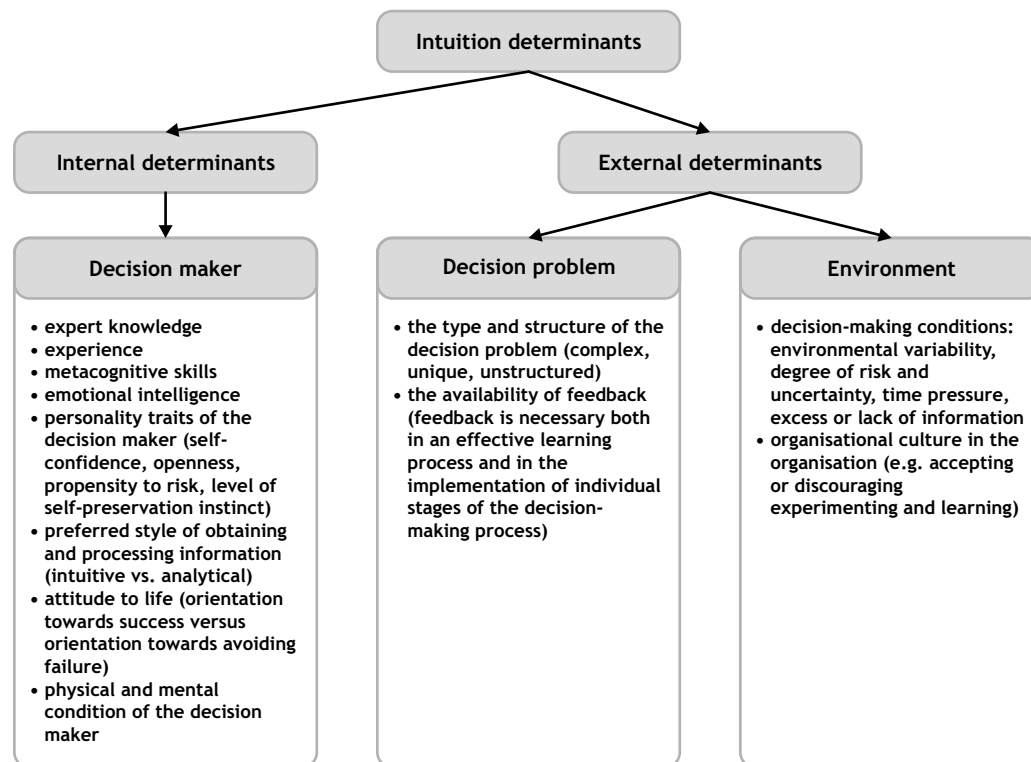 Intuition determinants
Internal determinants
External determinants
Decision maker
• expert knowledge
• experience
• metacognitive skills
• emotional intelligence
• personality traits of the
decision maker (self-
confidence, openness,
propensity to risk, level of
self-preservation instinct)
• preferred style of obtaining
and processing information
(intuitive vs. analytical)
• attitude to life (orientation
towards success versus
orientation towards avoiding
failure)
• physical and mental
condition of the decision
maker
Decision problem
• the type and structure of the
decision problem (complex,
unique, unstructured)
• the availability of feedback
(feedback is necessary both
in an effective learning
process and in the
implementation of individual
stages of the decision-
making process)
Environment
• decision-making conditions:
environmental variability,
degree of risk and
uncertainty, time pressure,
excess or lack of information
• organisational culture in the
organisation (e.g. accepting
or discouraging
experimenting and learning)